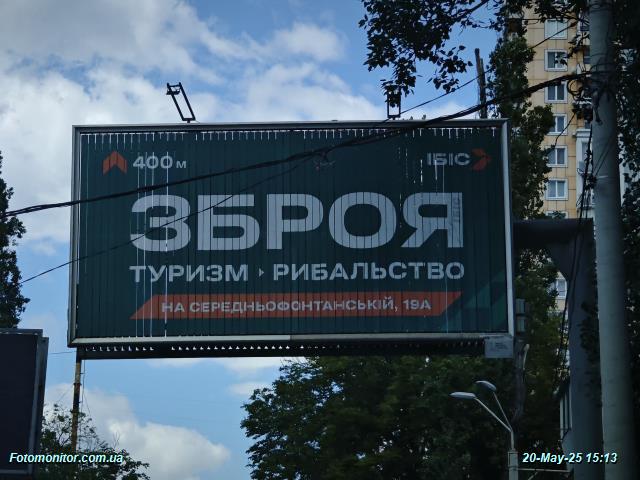 400 м
ІБІС
ЗБРОЯ
ТУРИЗМ РИБАЛЬСТВО
НА СЕРЕДНЬОФОНТАНСЬКІЙ, 19А
Fotomonitor.com.ua
20-May-25 15:13